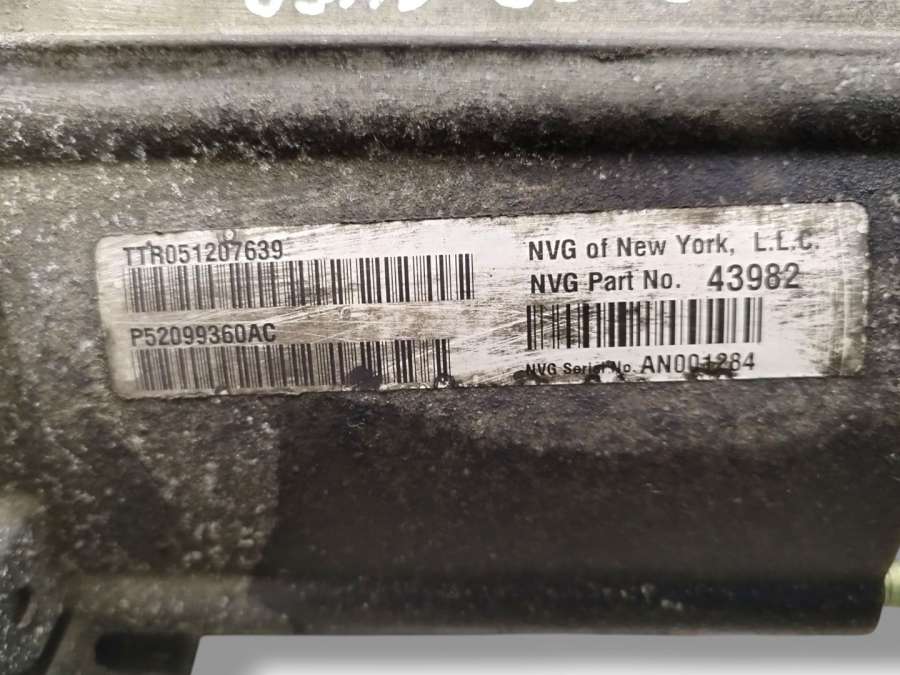 TTR051207639
P52099360AC
NVG of New York, L.L.C.
NVG Part No. 43982
NVG Serial No. AN001284